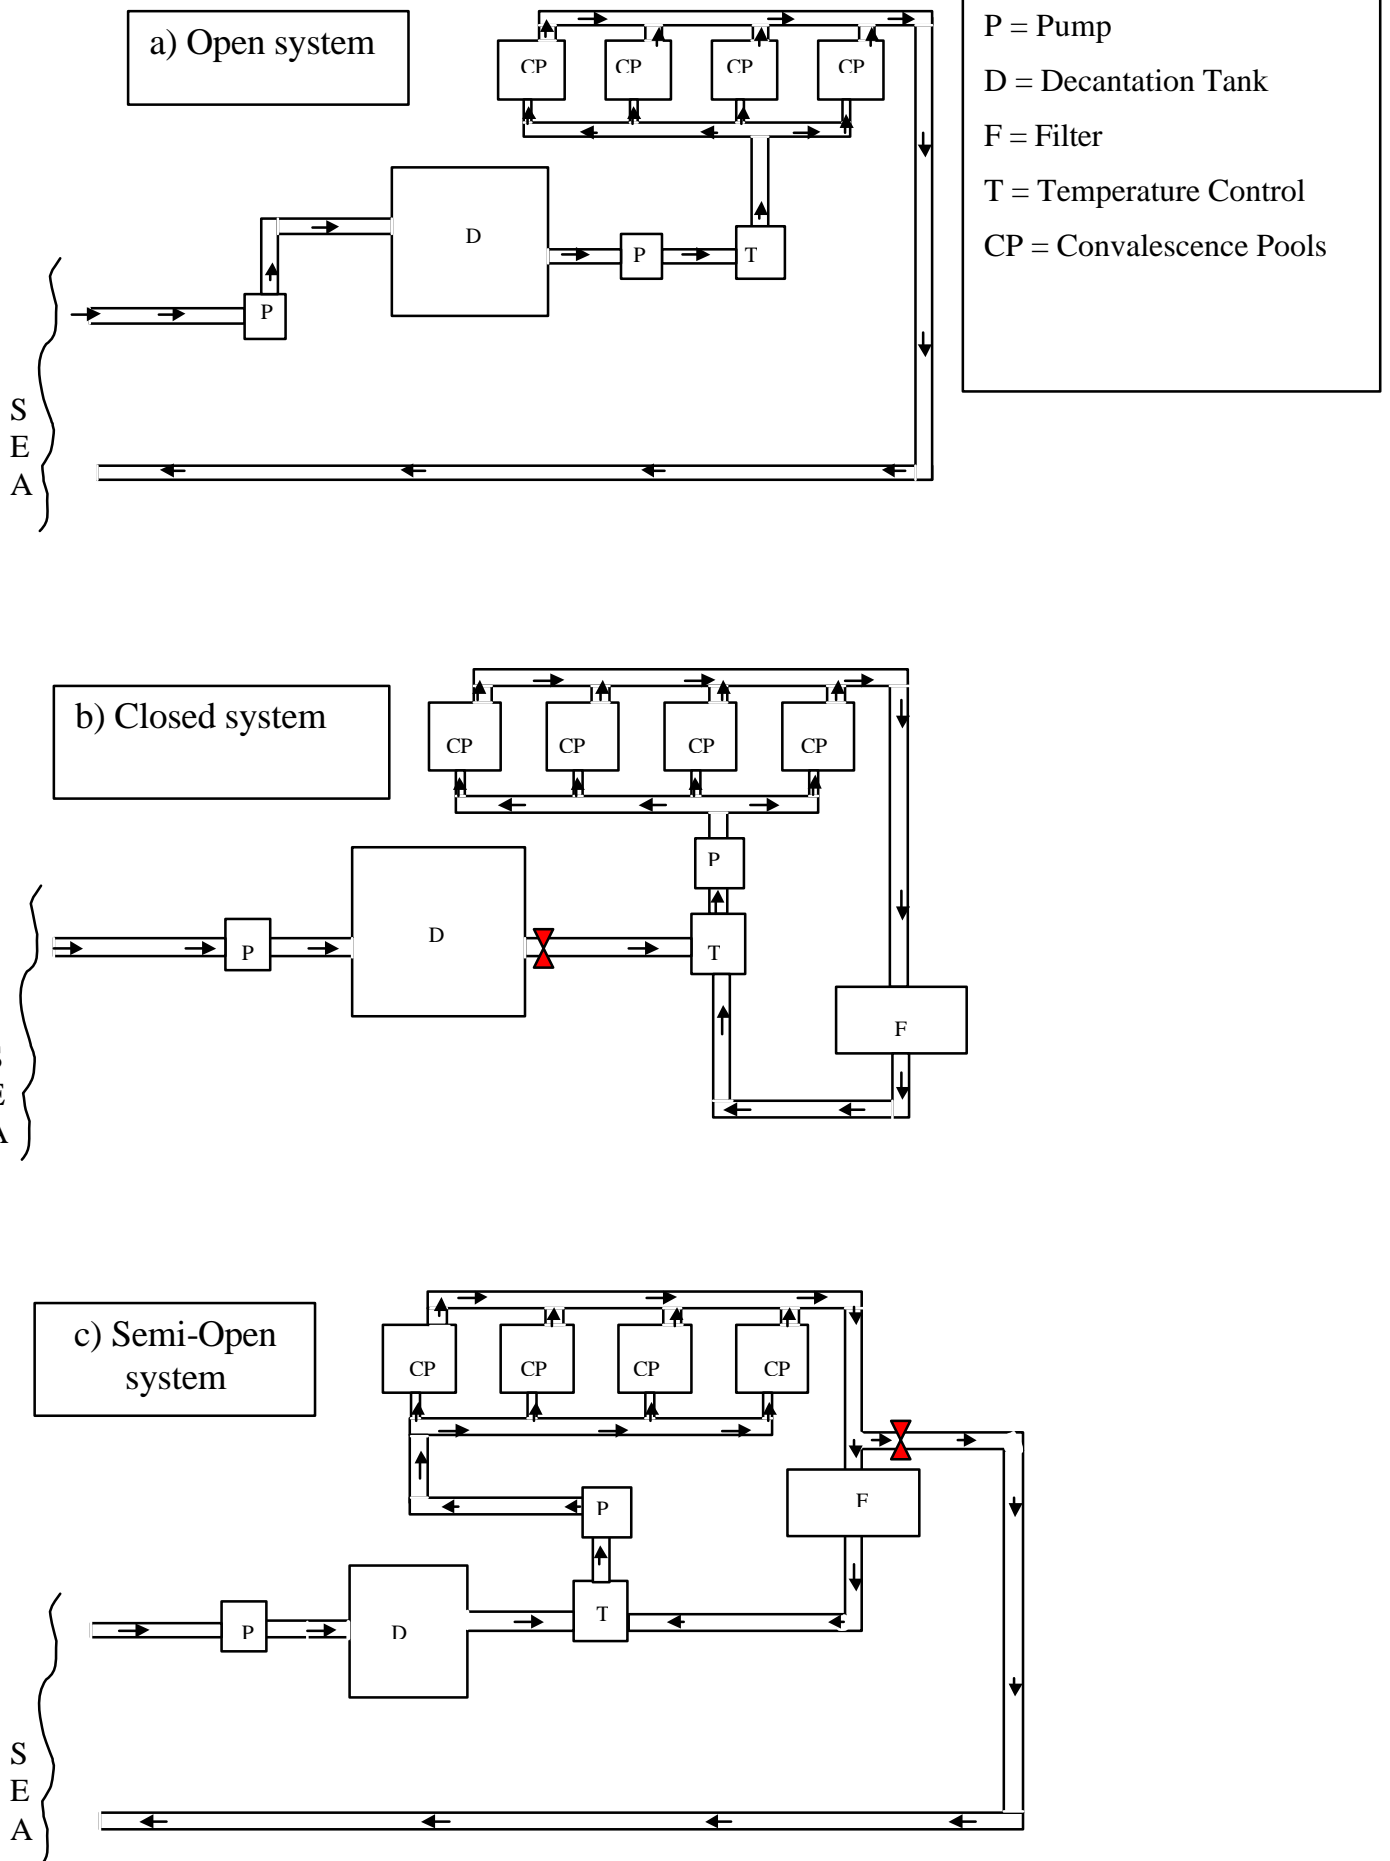 a) Open system
CP
CP
CP
CP
P = Pump
D = Decantation Tank
F = Filter
T = Temperature Control
CP = Convalescence Pools
D
P
T
P
S
E
A
b) Closed system
CP
CP
CP
CP
P
D
P
T
F
S
E
A
c) Semi-Open
system
CP
CP
CP
CP
P
F
P
D
T
S
E
A